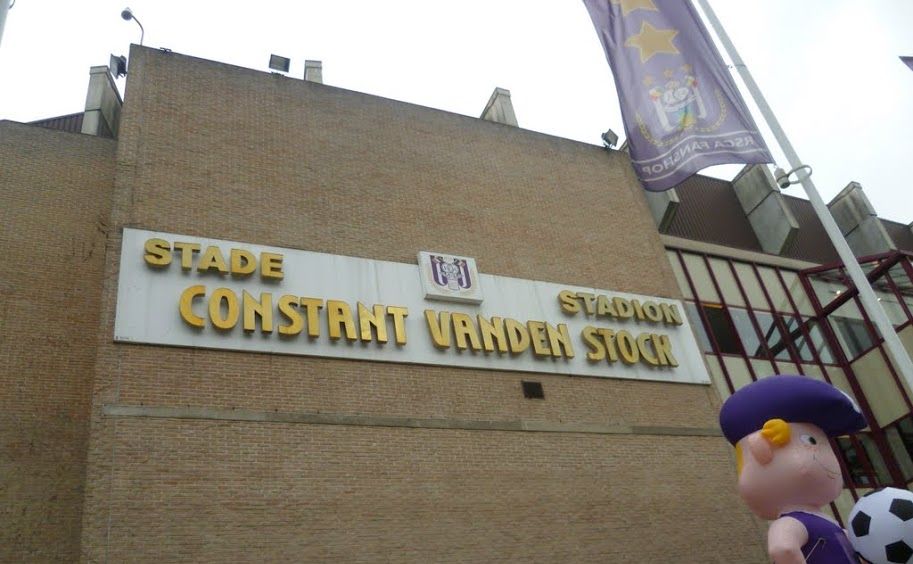 STADE
STADION
CONSTANT VANDEN STOCK
RSCA FANSHOP